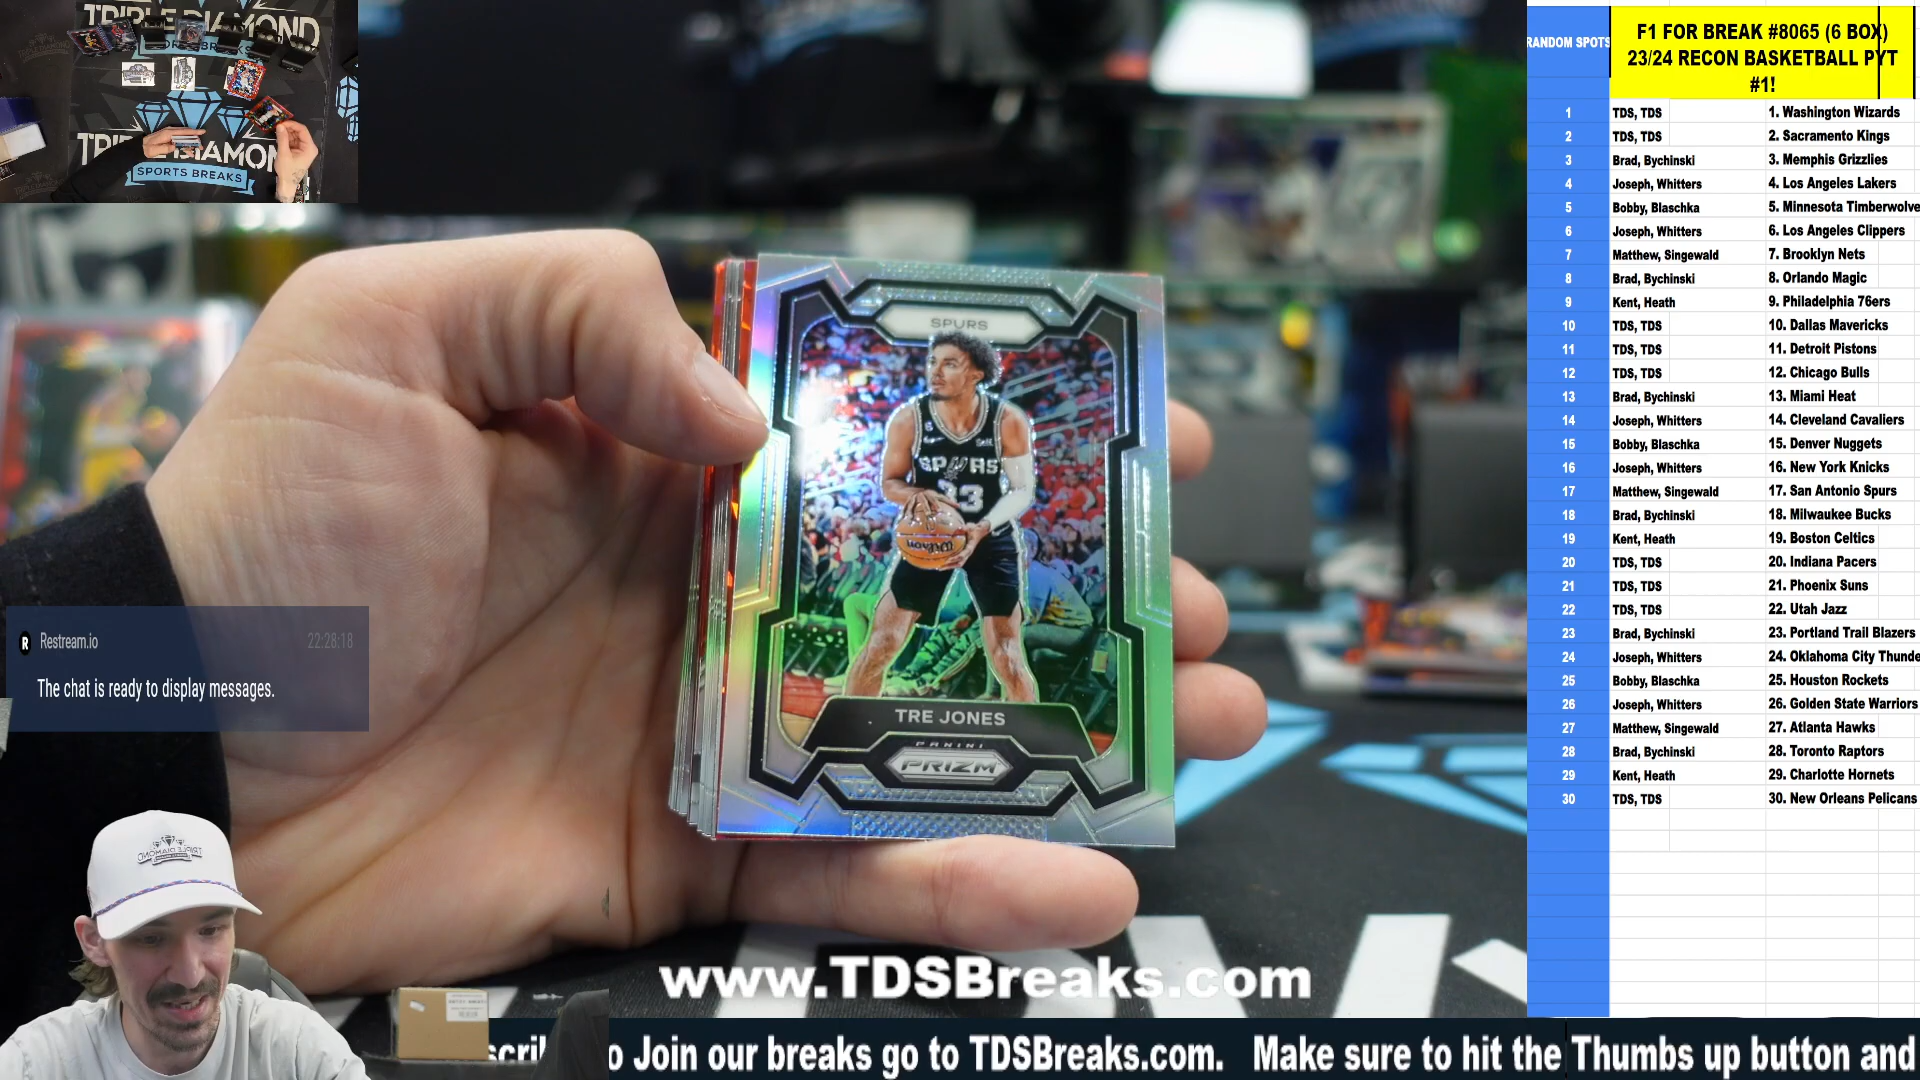 TRIPLE DIAMOND
SPORTS BREAKS
TRIPLE DIAMOND
SPORTS BREAKS
SPURS
SPURS
33
Wilson
TRE JONES
PANINI
PRIZM
Restream.io 22:28:18
The chat is ready to display messages.
TRIPLE DIAMOND
www.TDSBreaks.com
o Join our breaks go to TDSBreaks.com. Make sure to hit the Thumbs up button and
RANDOM SPOTS
F1 FOR BREAK #8065 (6 BOX)
23/24 RECON BASKETBALL PYT
#1!
1 TDS, TDS 1. Washington Wizards
2 TDS, TDS 2. Sacramento Kings
3 Brad, Bychinski 3. Memphis Grizzlies
4 Joseph, Whitters 4. Los Angeles Lakers
5 Bobby, Blaschka 5. Minnesota Timberwolve
6 Joseph, Whitters 6. Los Angeles Clippers
7 Matthew, Singewald 7. Brooklyn Nets
8 Brad, Bychinski 8. Orlando Magic
9 Kent, Heath 9. Philadelphia 76ers
10 TDS, TDS 10. Dallas Mavericks
11 TDS, TDS 11. Detroit Pistons
12 TDS, TDS 12. Chicago Bulls
13 Brad, Bychinski 13. Miami Heat
14 Joseph, Whitters 14. Cleveland Cavaliers
15 Bobby, Blaschka 15. Denver Nuggets
16 Joseph, Whitters 16. New York Knicks
17 Matthew, Singewald 17. San Antonio Spurs
18 Brad, Bychinski 18. Milwaukee Bucks
19 Kent, Heath 19. Boston Celtics
20 TDS, TDS 20. Indiana Pacers
21 TDS, TDS 21. Phoenix Suns
22 TDS, TDS 22. Utah Jazz
23 Brad, Bychinski 23. Portland Trail Blazers
24 Joseph, Whitters 24. Oklahoma City Thunde
25 Bobby, Blaschka 25. Houston Rockets
26 Joseph, Whitters 26. Golden State Warriors
27 Matthew, Singewald 27. Atlanta Hawks
28 Brad, Bychinski 28. Toronto Raptors
29 Kent, Heath 29. Charlotte Hornets
30 TDS, TDS 30. New Orleans Pelicans